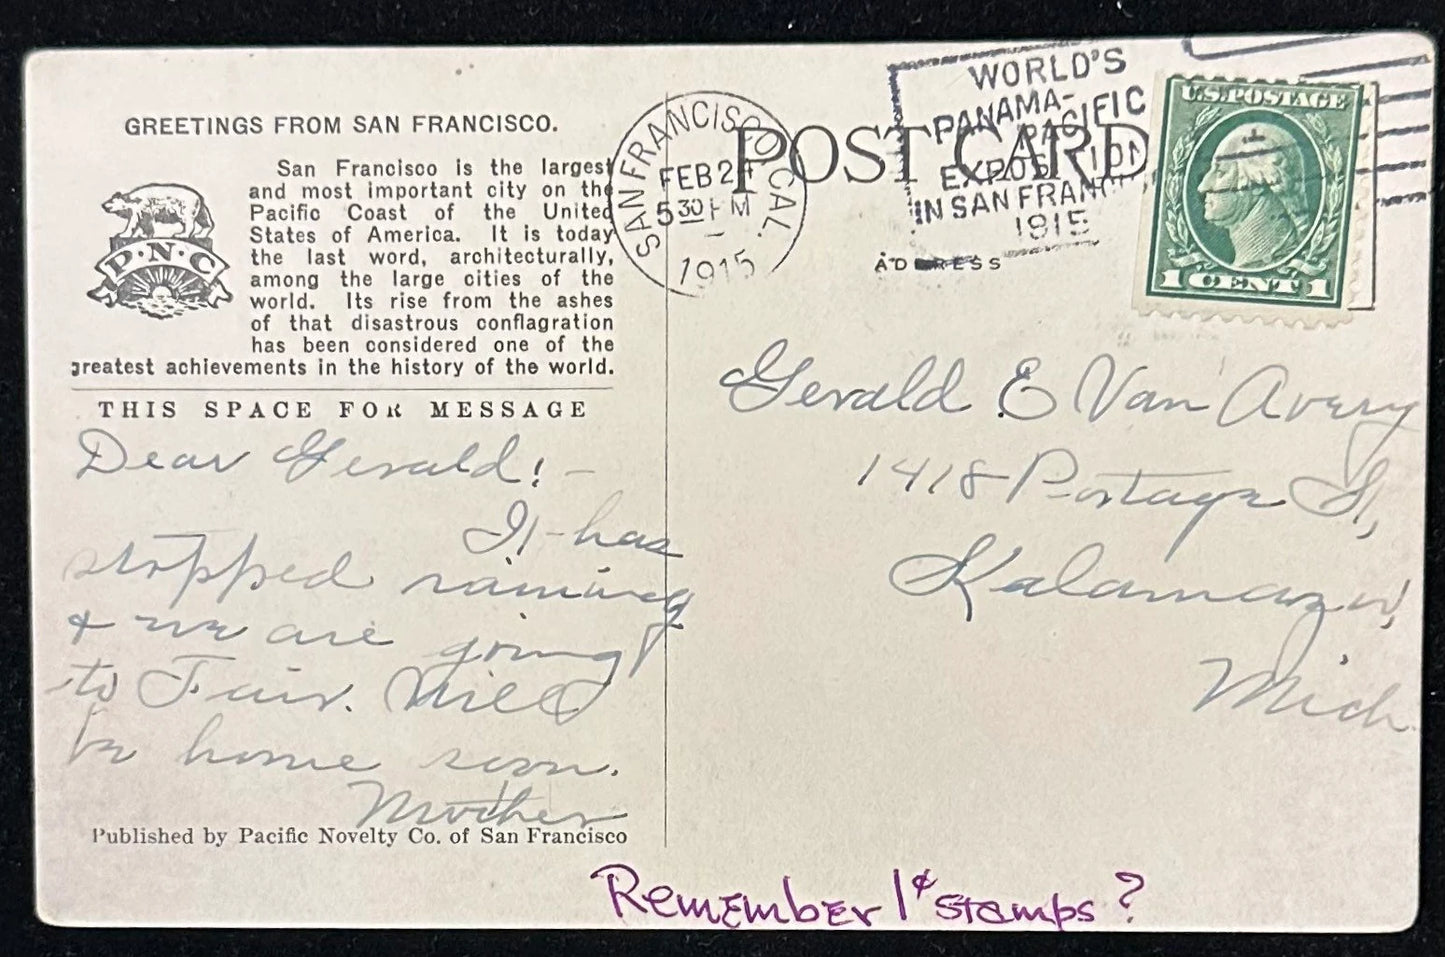 GREETINGS FROM SAN FRANCISCO.
San Francisco is the largest
and most important city on the
Pacific Coast of the United
States of America. It is today
the last word, architecturally,
among the large cities of the
world. Its rise from the ashes
of that disastrous conflagration
has been considered one of the
greatest achievements in the history of the world.
P·N·C
THIS SPACE FOR MESSAGE
Dear Gerald! -
It has
stopped raining
& we are going
to Fair. Will
be home soon.
Mother
Published by Pacific Novelty Co. of San Francisco
POST CARD
SAN FRANCISCO, CAL.
FEB 24
5 30 PM
1915
WORLD'S
PANAMA-
PACIFIC
EXPOSITION
IN SAN FRANCISCO
1915
U.S. POSTAGE
1 CENT 1
ADDRESS
Gerald E Van Avery
1418 Portage St,
Kalamazoo,
Mich
Remember 1¢ stamps?